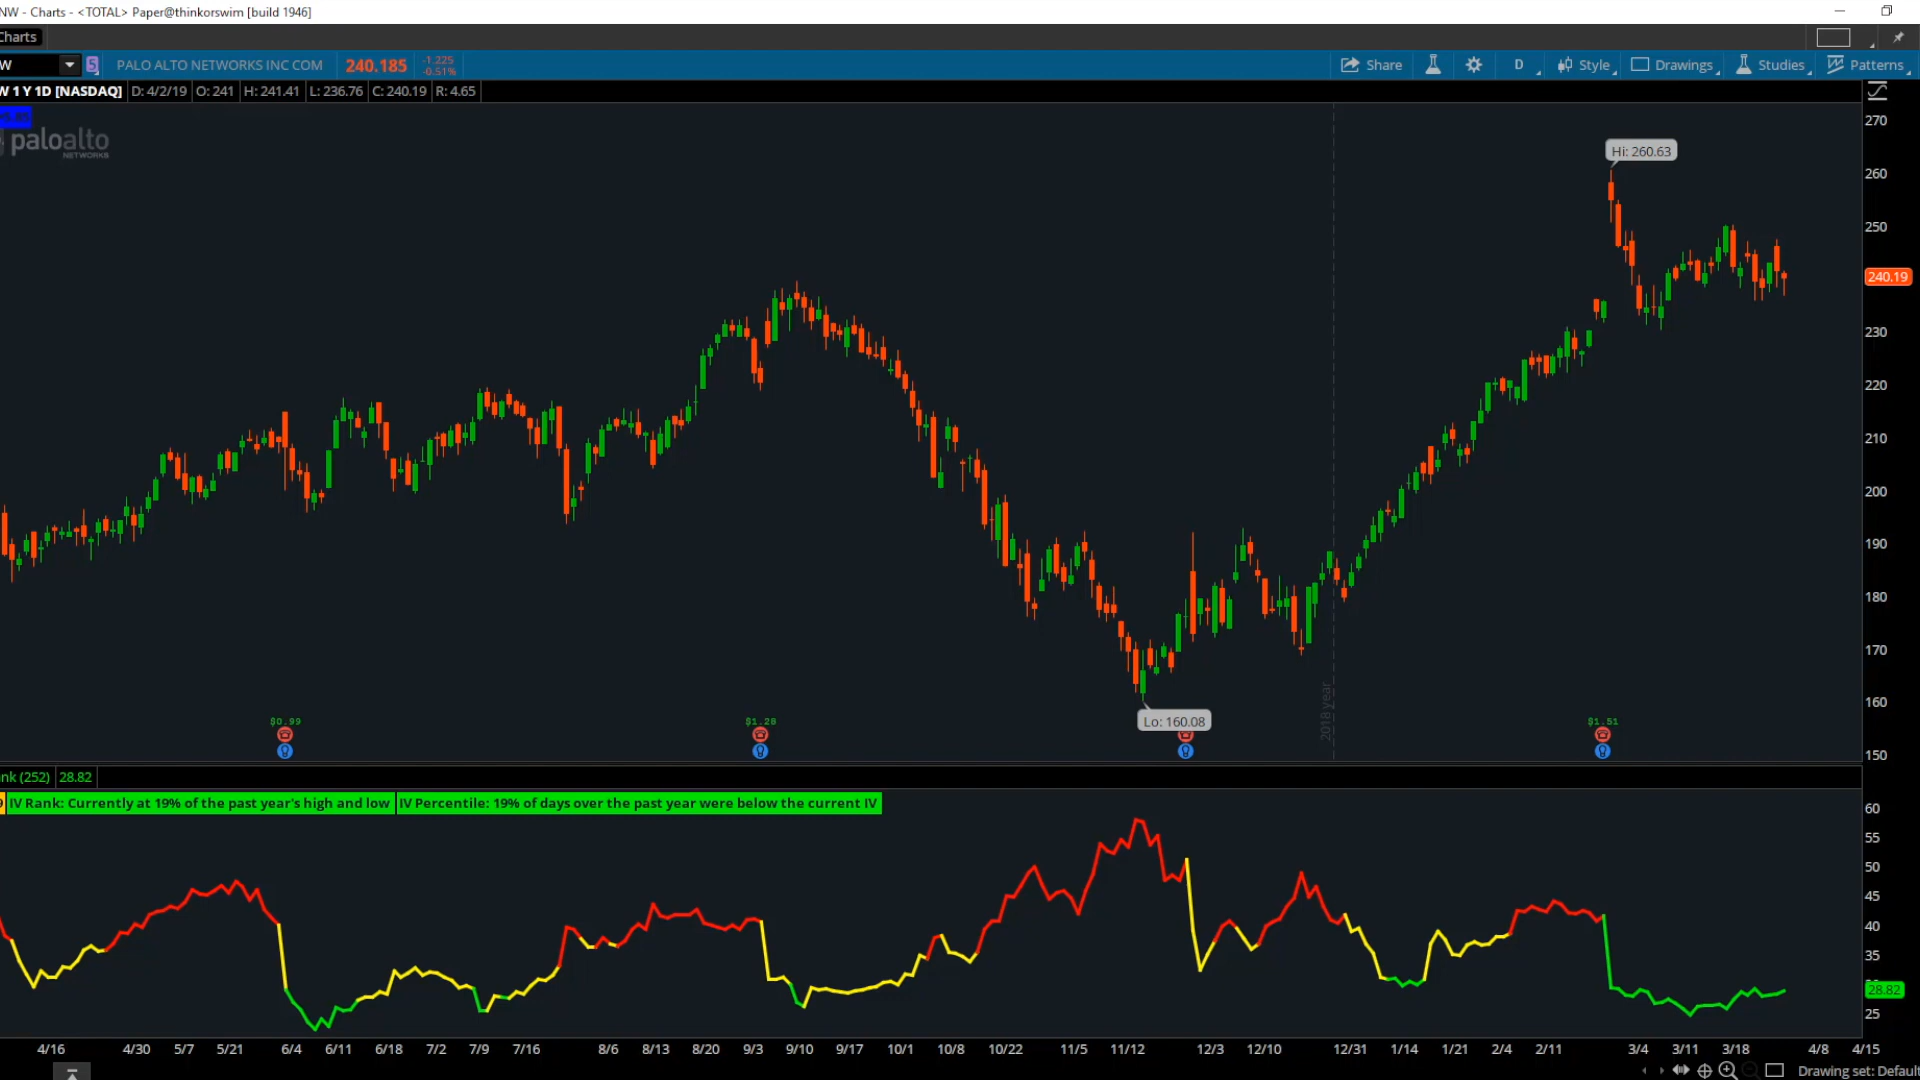 NW - Charts - <TOTAL> Paper@thinkorswim [build 1946]
Charts
W 5 PALO ALTO NETWORKS INC COM 240.185 -1.225 -0.51% Share D Style Drawings Studies Patterns
W 1 Y 1D [NASDAQ] D: 4/2/19 O: 241 H: 241.41 L: 236.76 C: 240.19 R: 4.65
paloalto
NETWORKS
270
Hi: 260.63
260
250
240.19
230
220
210
200
190
180
170
160
150
2018 year
Lo: 160.08
$0.99 $1.28 $1.51
nk (252) 28.82
IV Rank: Currently at 19% of the past year's high and low IV Percentile: 19% of days over the past year were below the current IV
60
55
50
45
40
35
28.82
25
4/16 4/30 5/7 5/21 6/4 6/11 6/18 7/2 7/9 7/16 8/6 8/13 8/20 9/3 9/10 9/17 10/1 10/8 10/22 11/5 11/12 12/3 12/10 12/31 1/14 1/21 2/4 2/11 3/4 3/11 3/18 4/8 4/15
Drawing set: Default